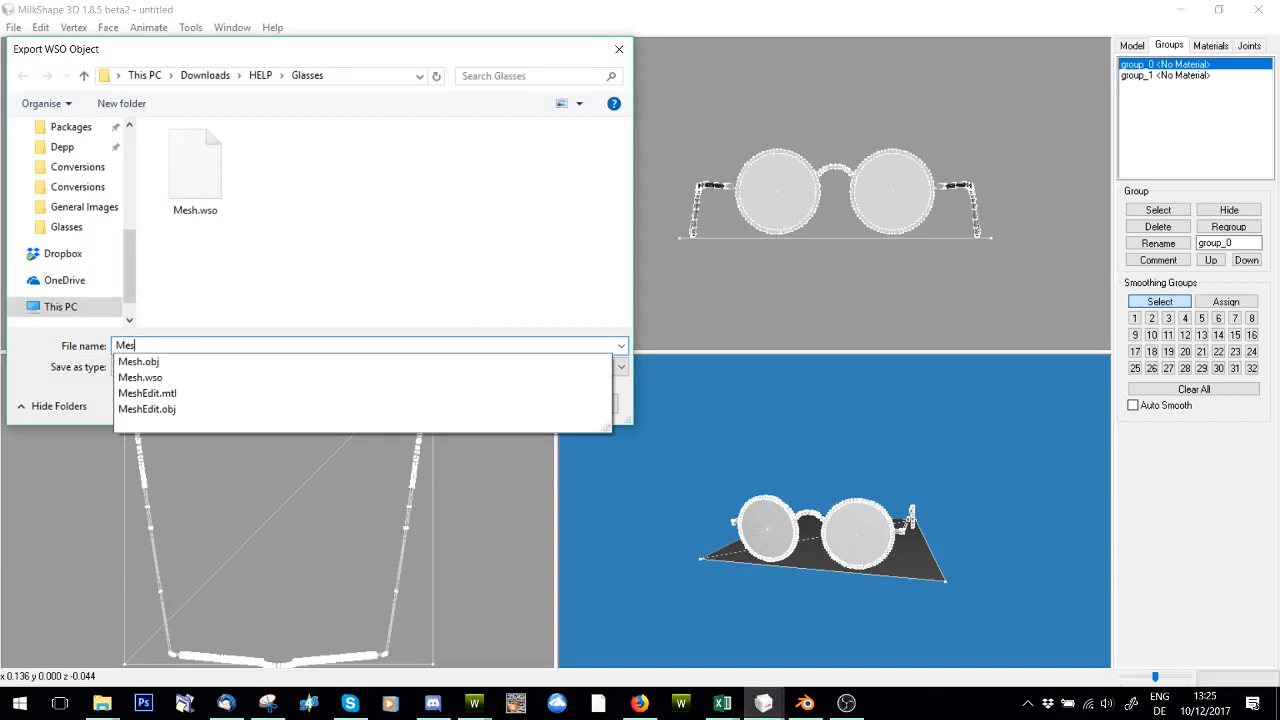 MilkShape 3D 1.8.5 beta2 - untitled
File Edit Vertex Face Animate Tools Window Help
Export WSO Object
This PC Downloads HELP Glasses
Search Glasses
Organise New folder
Packages
Depp
Conversions
Conversions
General Images
Glasses
Dropbox
OneDrive
This PC
Mesh.wso
File name: Mes
Mesh.obj
Mesh.wso
MeshEdit.mtl
MeshEdit.obj
Save as type:
Hide Folders
Model Groups Materials Joints
group_0 <No Material>
group_1 <No Material>
Group
Select Hide
Delete Regroup
Rename group_0
Comment Up Down
Smoothing Groups
Select Assign
1 2 3 4 5 6 7 8
9 10 11 12 13 14 15 16
17 18 19 20 21 22 23 24
25 26 27 28 29 30 31 32
Clear All
Auto Smooth
x 0.136 y 0.000 z -0.044
Ps W W
ENG
DE
13:25
10/12/2017